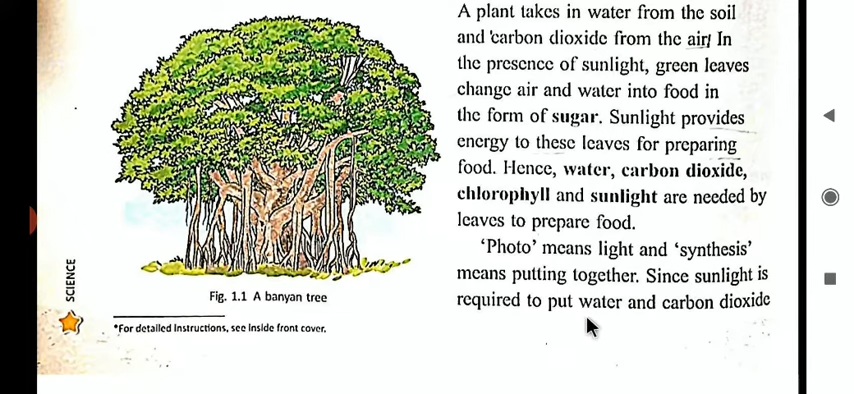 A plant takes in water from the soil
and carbon dioxide from the air. In
the presence of sunlight, green leaves
change air and water into food in
the form of sugar. Sunlight provides
energy to these leaves for preparing
food. Hence, water, carbon dioxide,
chlorophyll and sunlight are needed by
leaves to prepare food.
‘Photo’ means light and ‘synthesis’
means putting together. Since sunlight is
required to put water and carbon dioxide
Fig. 1.1 A banyan tree
*For detailed Instructions, see inside front cover.
SCIENCE